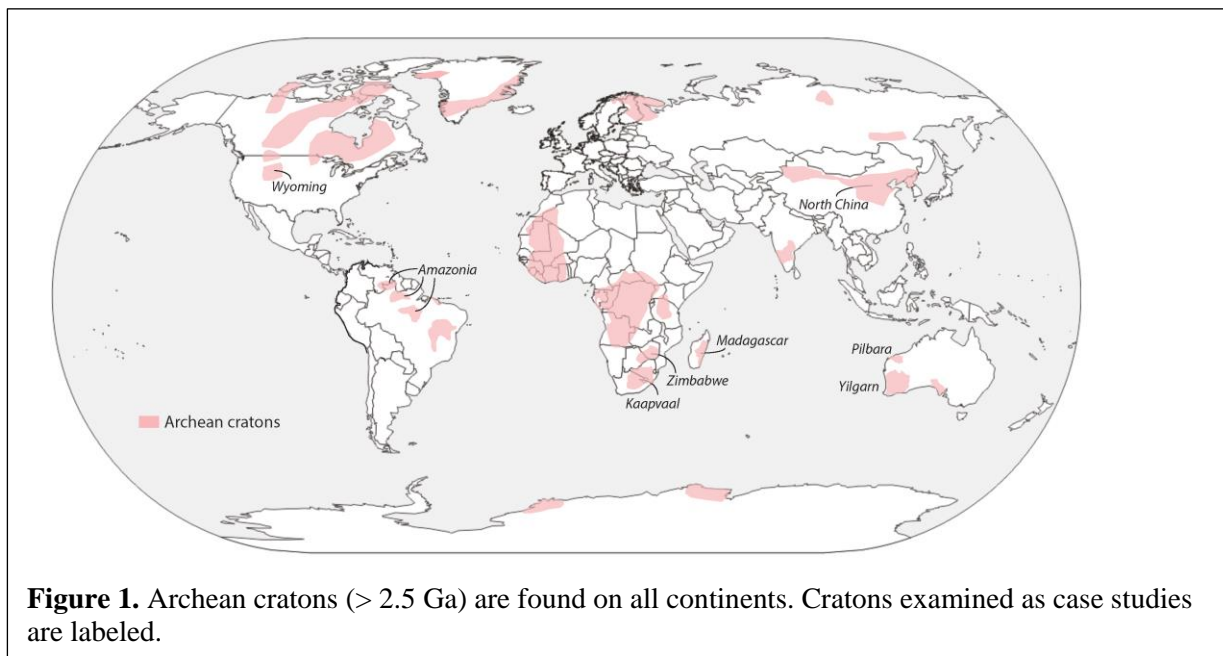 Wyoming
North China
Amazonia
Madagascar
Pilbara
Zimbabwe
Yilgarn
Kaapvaal
Archean cratons
Figure 1. Archean cratons (> 2.5 Ga) are found on all continents. Cratons examined as case studies
are labeled.